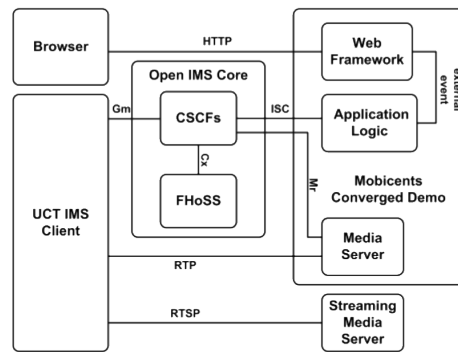 Browser
HTTP
Web
Framework
external
event
Open IMS Core
Gm
CSCFs
ISC
Application
Logic
Cx
Mr
Mobicents
Converged Demo
FHoSS
UCT IMS
Client
Media
Server
RTP
RTSP
Streaming
Media
Server